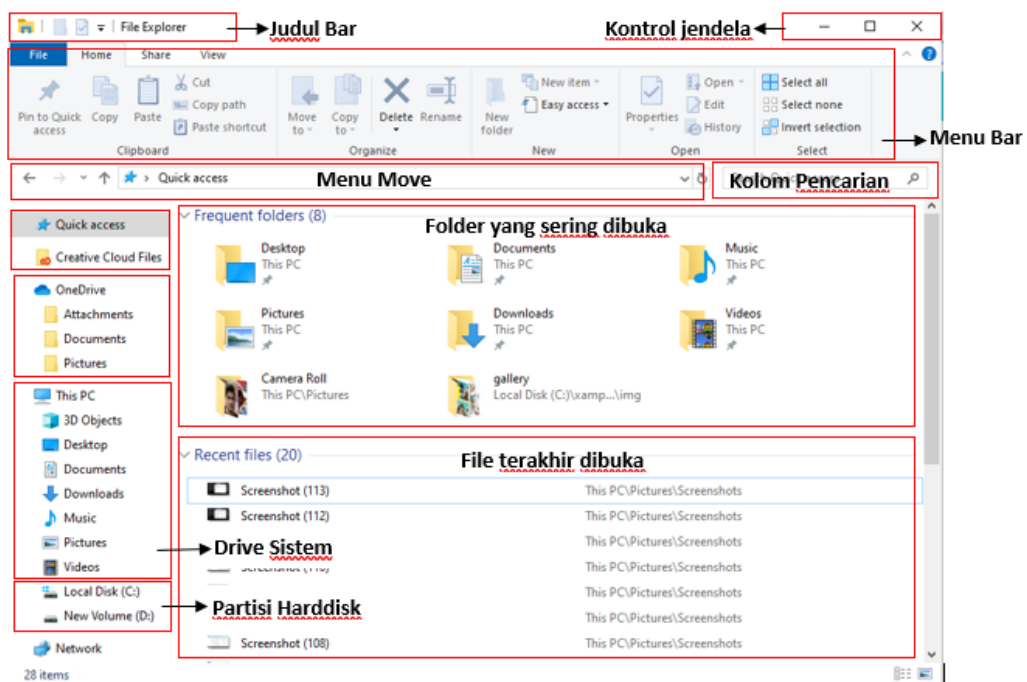 File Explorer
Judul Bar
Kontrol jendela
File Home Share View
Pin to Quick access
Copy
Paste
Cut
Copy path
Paste shortcut
Clipboard
Move to
Copy to
Delete
Rename
Organize
New folder
New item
Easy access
New
Properties
Open
Edit
History
Open
Select all
Select none
Invert selection
Select
Menu Bar
Quick access
Menu Move
Kolom Pencarian
Quick access
Creative Cloud Files
OneDrive
Attachments
Documents
Pictures
This PC
3D Objects
Desktop
Documents
Downloads
Music
Pictures
Videos
Drive Sistem
Local Disk (C:)
New Volume (D:)
Partisi Harddisk
Network
28 items
Frequent folders (8)
Folder yang sering dibuka
Desktop
This PC
Documents
This PC
Music
This PC
Pictures
This PC
Downloads
This PC
Videos
This PC
Camera Roll
This PC\Pictures
gallery
Local Disk (C:)\xamp...\img
Recent files (20)
File terakhir dibuka
Screenshot (113) This PC\Pictures\Screenshots
Screenshot (112) This PC\Pictures\Screenshots
This PC\Pictures\Screenshots
This PC\Pictures\Screenshots
This PC\Pictures\Screenshots
This PC\Pictures\Screenshots
Screenshot (108) This PC\Pictures\Screenshots